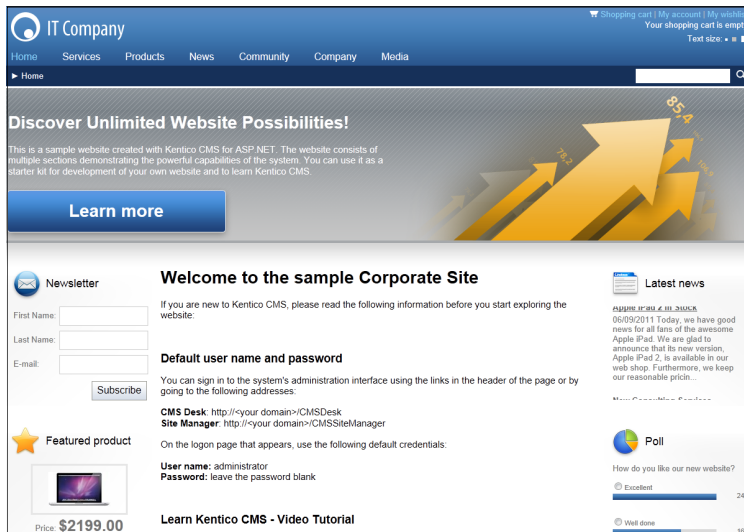 IT Company
Shopping cart | My account | My wishlis
Your shopping cart is empt
Text size:
Home Services Products News Community Company Media
► Home
Discover Unlimited Website Possibilities!
This is a sample website created with Kentico CMS for ASP.NET. The website consists of
multiple sections demonstrating the powerful capabilities of the system. You can use it as a
starter kit for development of your own website and to learn Kentico CMS.
Learn more
85,4
78,2
Newsletter
First Name:
Last Name:
E-mail:
Subscribe
Featured product
Price: $2199.00
Welcome to the sample Corporate Site
If you are new to Kentico CMS, please read the following information before you start exploring the
website:
Default user name and password
You can sign in to the system's administration interface using the links in the header of the page or by
going to the following addresses:
CMS Desk: http://<your domain>/CMSDesk
Site Manager: http://<your domain>/CMSSiteManager
On the logon page that appears, use the following default credentials:
User name: administrator
Password: leave the password blank
Learn Kentico CMS - Video Tutorial
Latest news
Apple iPad 2 in Stock
06/09/2011 Today, we have good
news for all fans of the awesome
Apple iPad. We are glad to
announce that its new version,
Apple iPad 2, is available in our
web shop. Furthermore, we keep
our reasonable pricin...
New Consulting Services
Poll
How do you like our new website?
Excellent
24
Well done